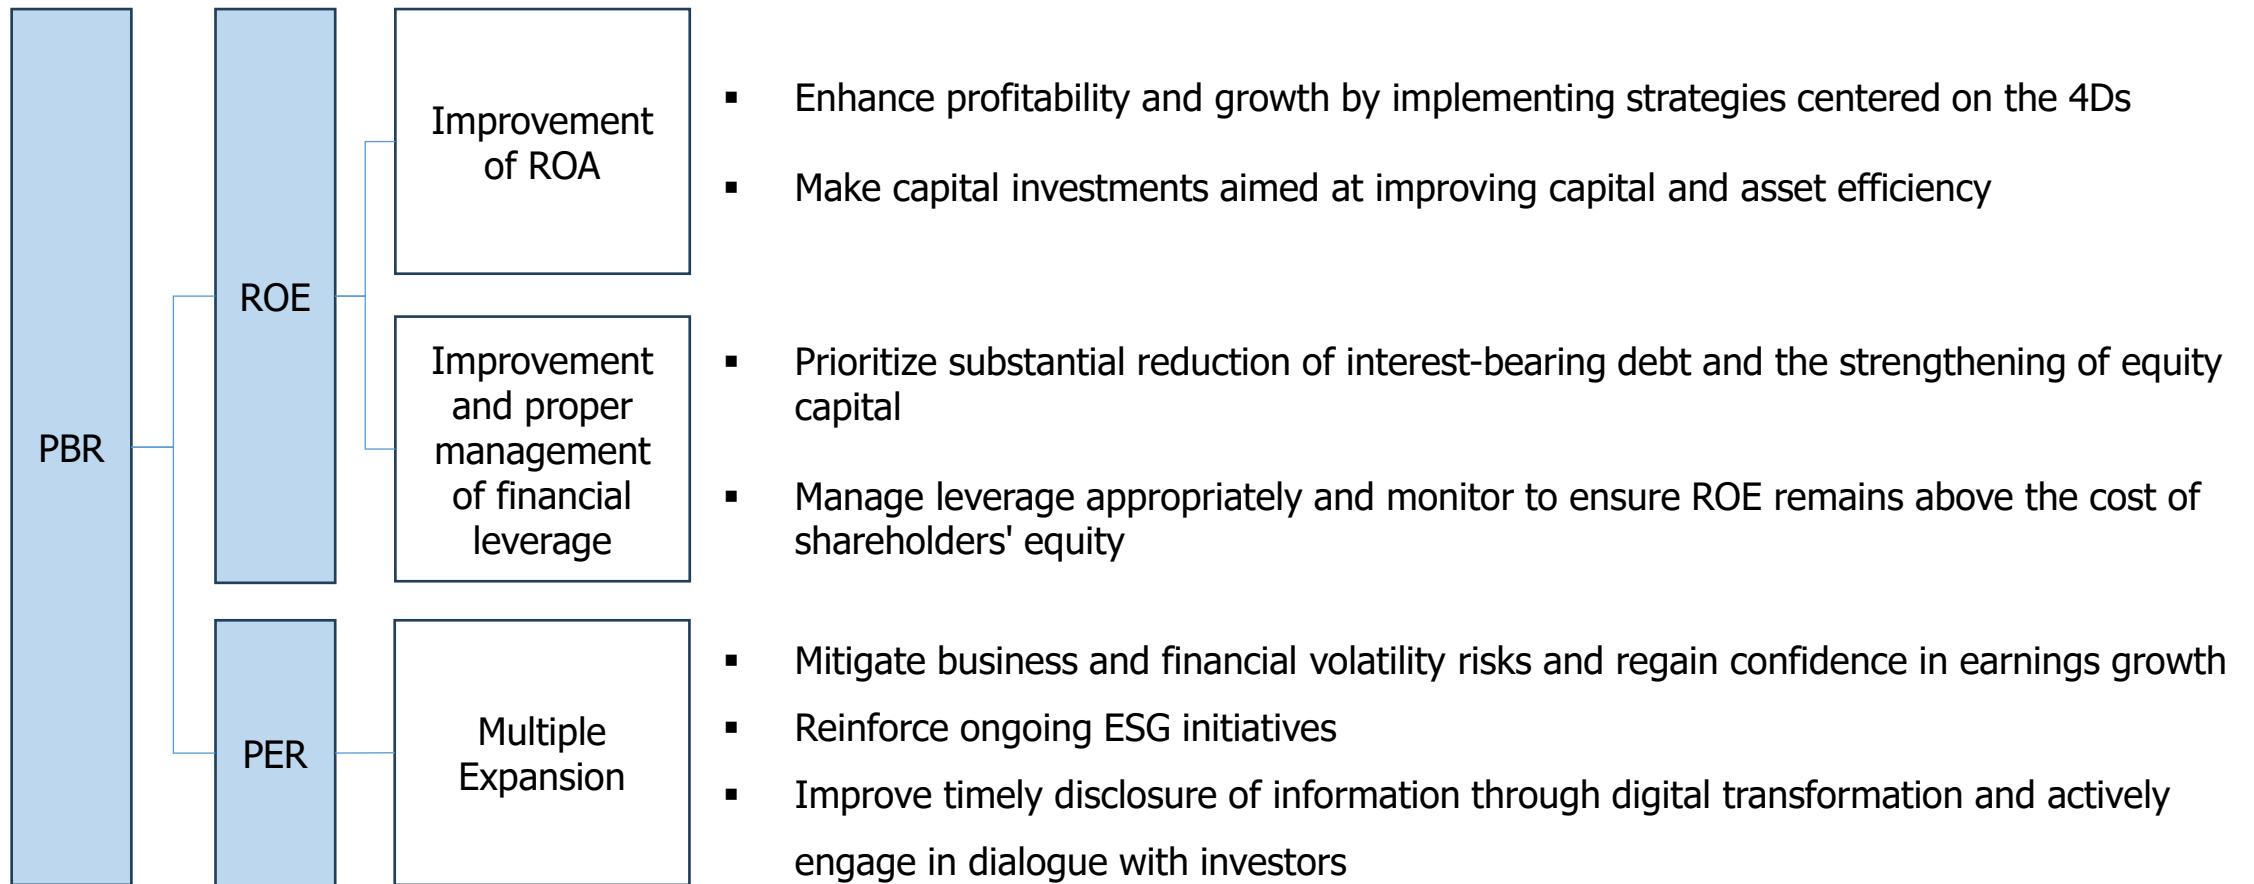 PBR
ROE
Improvement
of ROA
▪ Enhance profitability and growth by implementing strategies centered on the 4Ds
▪ Make capital investments aimed at improving capital and asset efficiency
Improvement
and proper
management
of financial
leverage
▪ Prioritize substantial reduction of interest-bearing debt and the strengthening of equity
capital
▪ Manage leverage appropriately and monitor to ensure ROE remains above the cost of
shareholders' equity
PER
Multiple
Expansion
▪ Mitigate business and financial volatility risks and regain confidence in earnings growth
▪ Reinforce ongoing ESG initiatives
▪ Improve timely disclosure of information through digital transformation and actively
engage in dialogue with investors